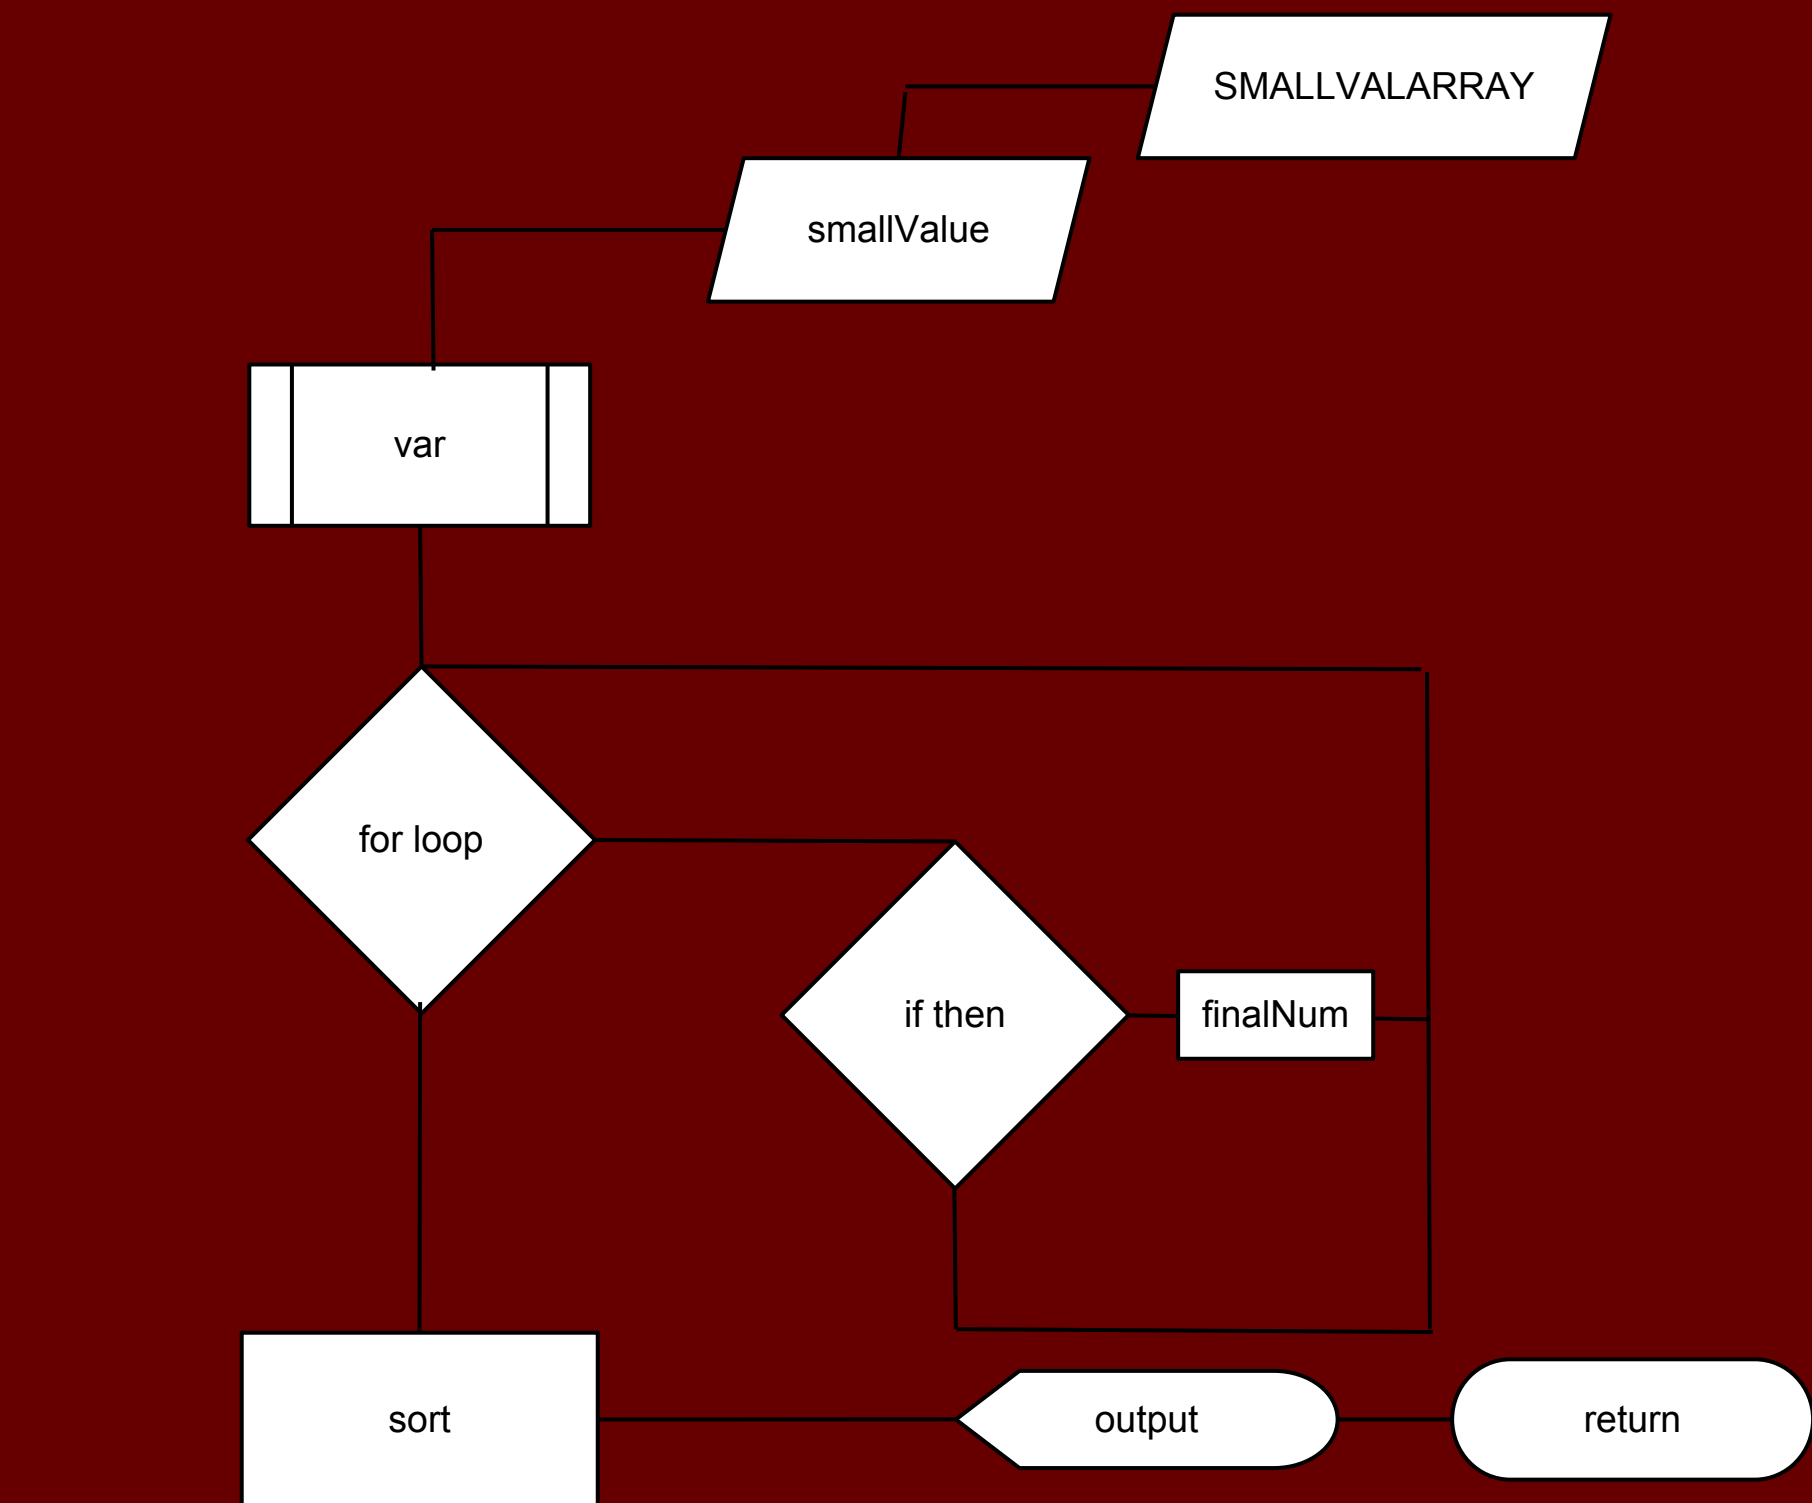 SMALLVALARRAY
smallValue
var
for loop
if then
finalNum
sort
output
return